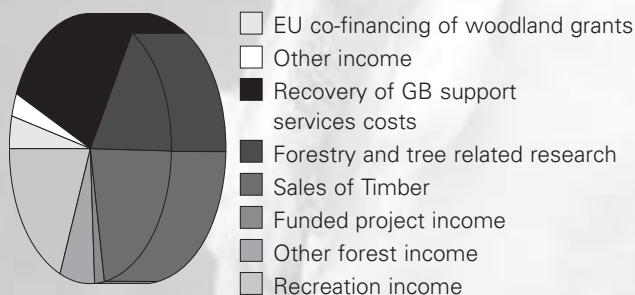 EU co-financing of woodland grants
Other income
Recovery of GB support
services costs
Forestry and tree related research
Sales of Timber
Funded project income
Other forest income
Recreation income